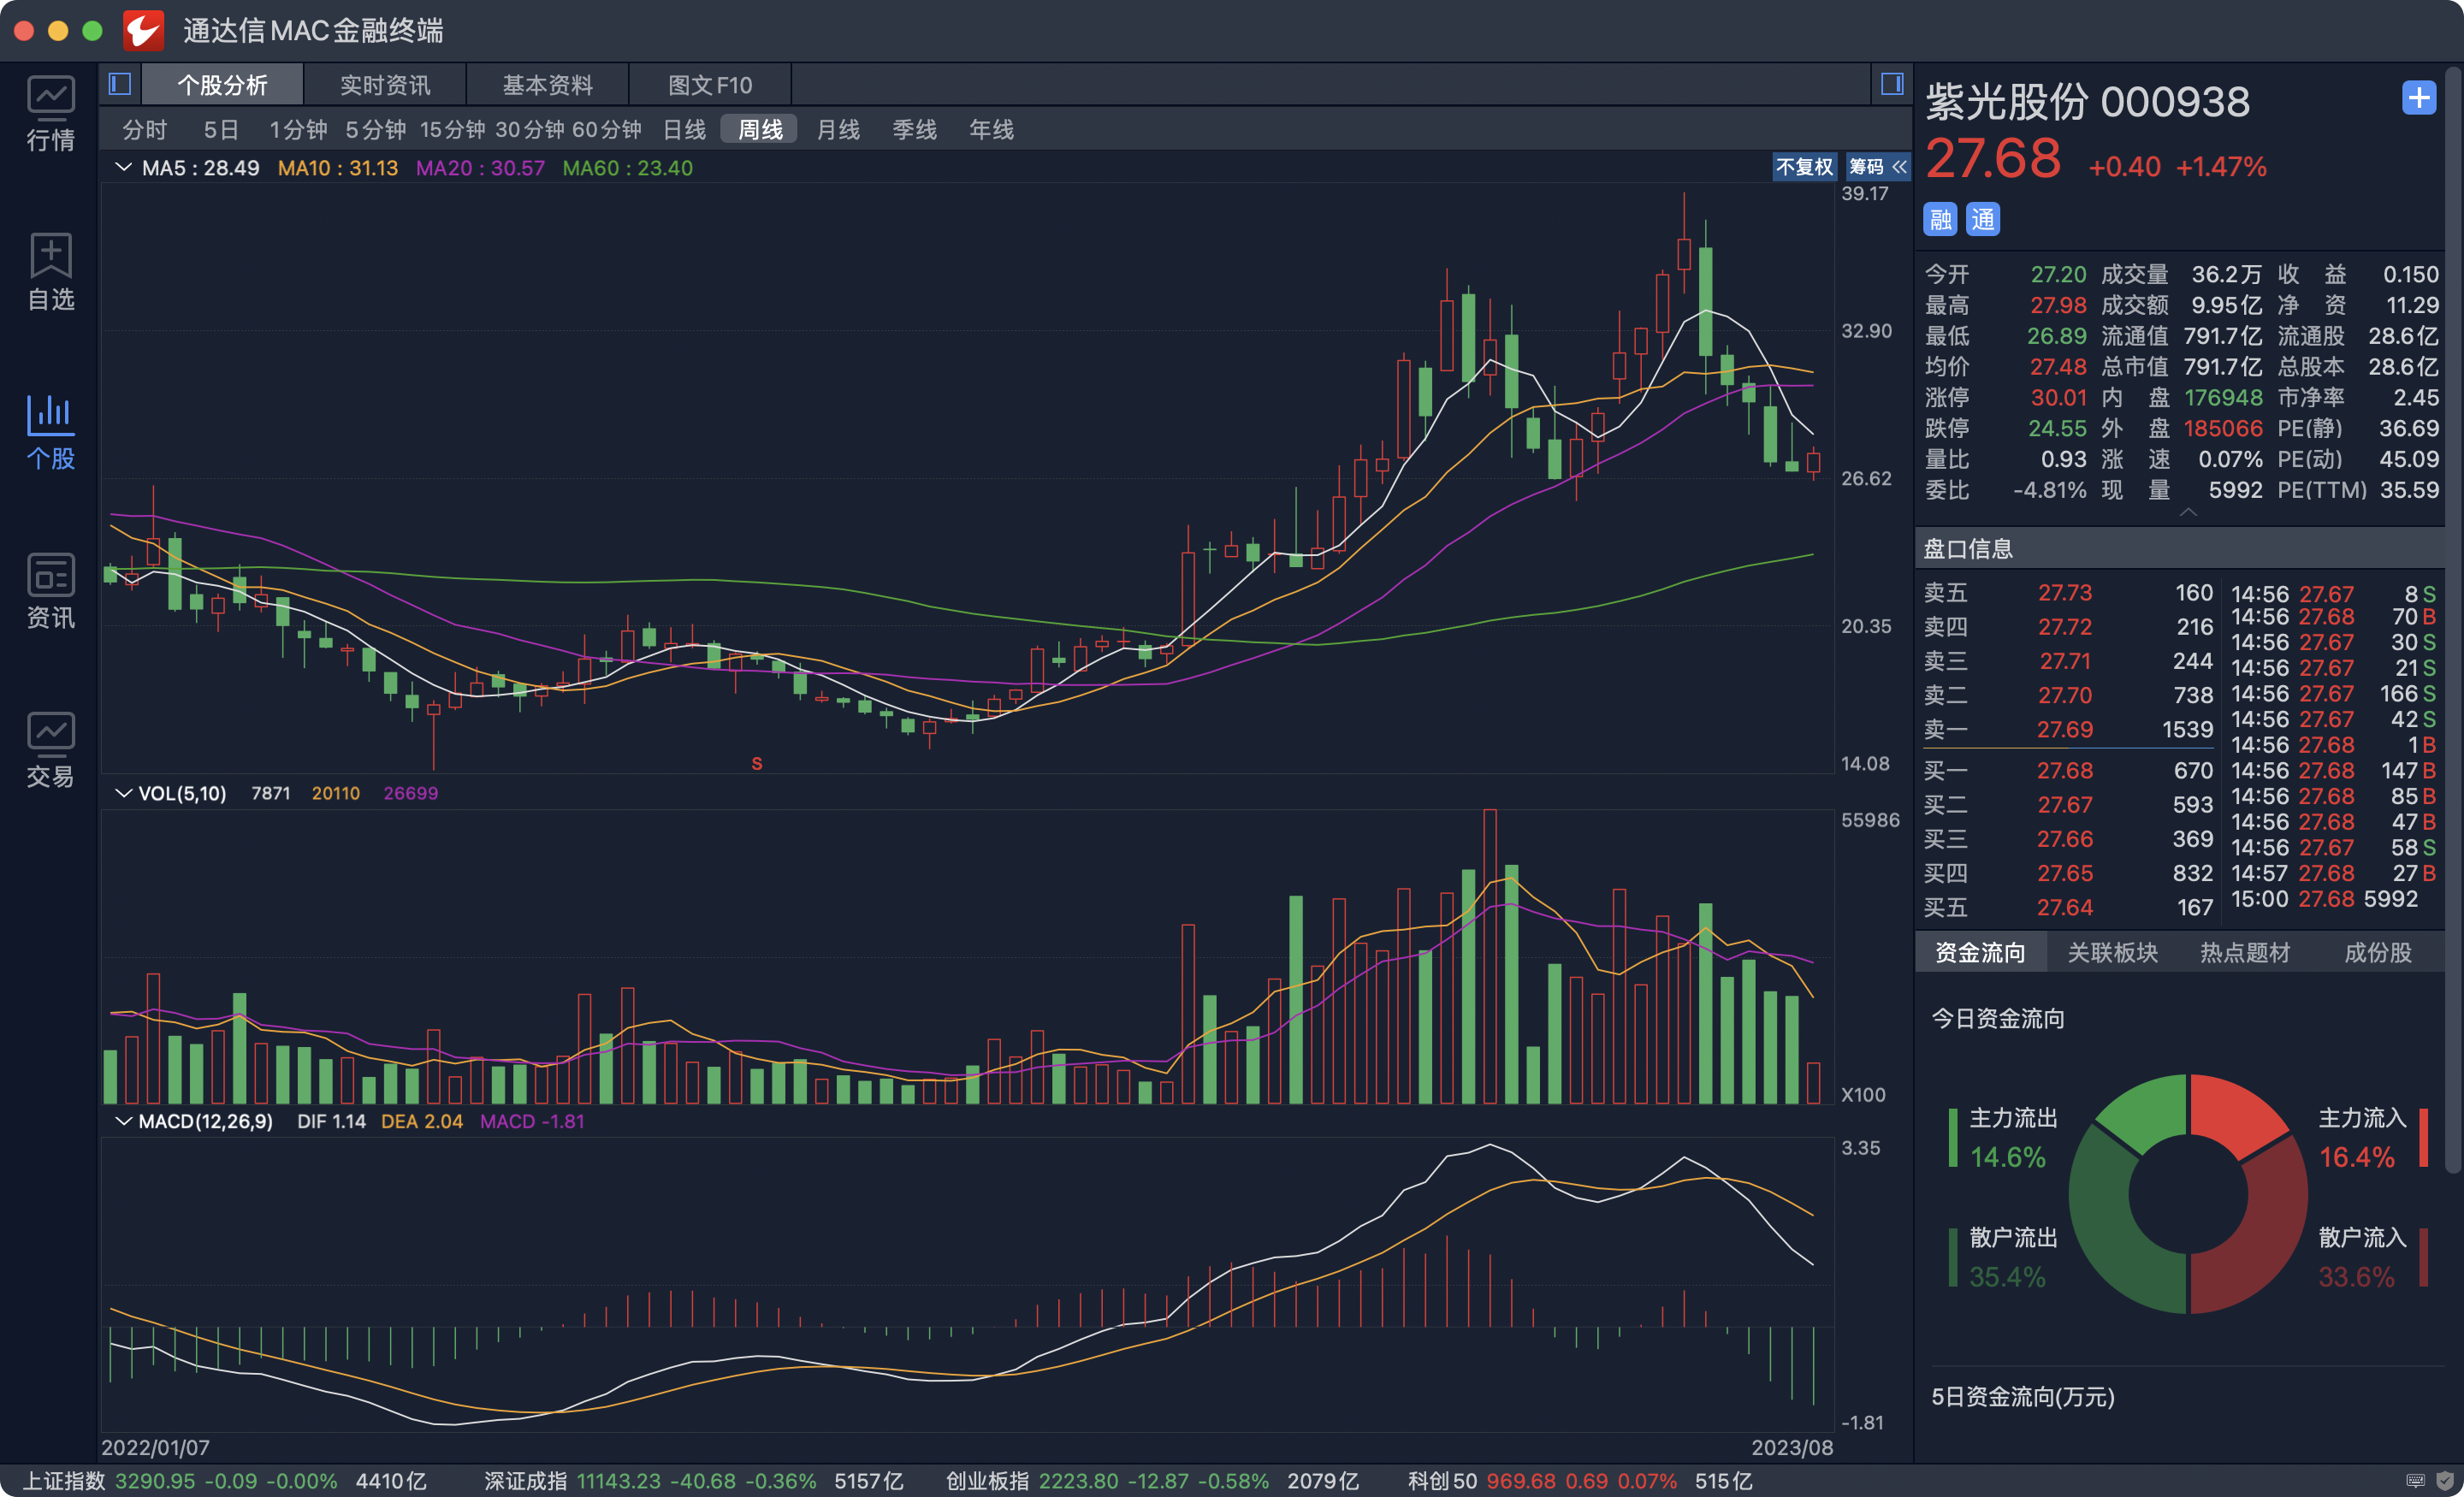 通达信MAC金融终端
行情
自选
个股
资讯
交易
个股分析 实时资讯 基本资料 图文F10
分时 5日 1分钟 5分钟 15分钟 30分钟 60分钟 日线 周线 月线 季线 年线
MA5 : 28.49 MA10 : 31.13 MA20 : 30.57 MA60 : 23.40
不复权 筹码
39.17
32.90
26.62
20.35
14.08
S
VOL(5,10) 7871 20110 26699
55986
X100
MACD(12,26,9) DIF 1.14 DEA 2.04 MACD -1.81
3.35
-1.81
2022/01/07 2023/08
紫光股份 000938
27.68 +0.40 +1.47%
融 通
今开 27.20 成交量 36.2万 收 益 0.150
最高 27.98 成交额 9.95亿 净 资 11.29
最低 26.89 流通值 791.7亿 流通股 28.6亿
均价 27.48 总市值 791.7亿 总股本 28.6亿
涨停 30.01 内 盘 176948 市净率 2.45
跌停 24.55 外 盘 185066 PE(静) 36.69
量比 0.93 涨 速 0.07% PE(动) 45.09
委比 -4.81% 现 量 5992 PE(TTM) 35.59
盘口信息
卖五 27.73 160
卖四 27.72 216
卖三 27.71 244
卖二 27.70 738
卖一 27.69 1539
买一 27.68 670
买二 27.67 593
买三 27.66 369
买四 27.65 832
买五 27.64 167
14:56 27.67 8 S
14:56 27.68 70 B
14:56 27.67 30 S
14:56 27.67 21 S
14:56 27.67 166 S
14:56 27.67 42 S
14:56 27.68 1 B
14:56 27.68 147 B
14:56 27.68 85 B
14:56 27.68 47 B
14:56 27.67 58 S
14:57 27.68 27 B
15:00 27.68 5992
资金流向 关联板块 热点题材 成份股
今日资金流向
主力流出
14.6%
主力流入
16.4%
散户流出
35.4%
散户流入
33.6%
5日资金流向(万元)
上证指数 3290.95 -0.09 -0.00% 4410亿 深证成指 11143.23 -40.68 -0.36% 5157亿 创业板指 2223.80 -12.87 -0.58% 2079亿 科创50 969.68 0.69 0.07% 515亿